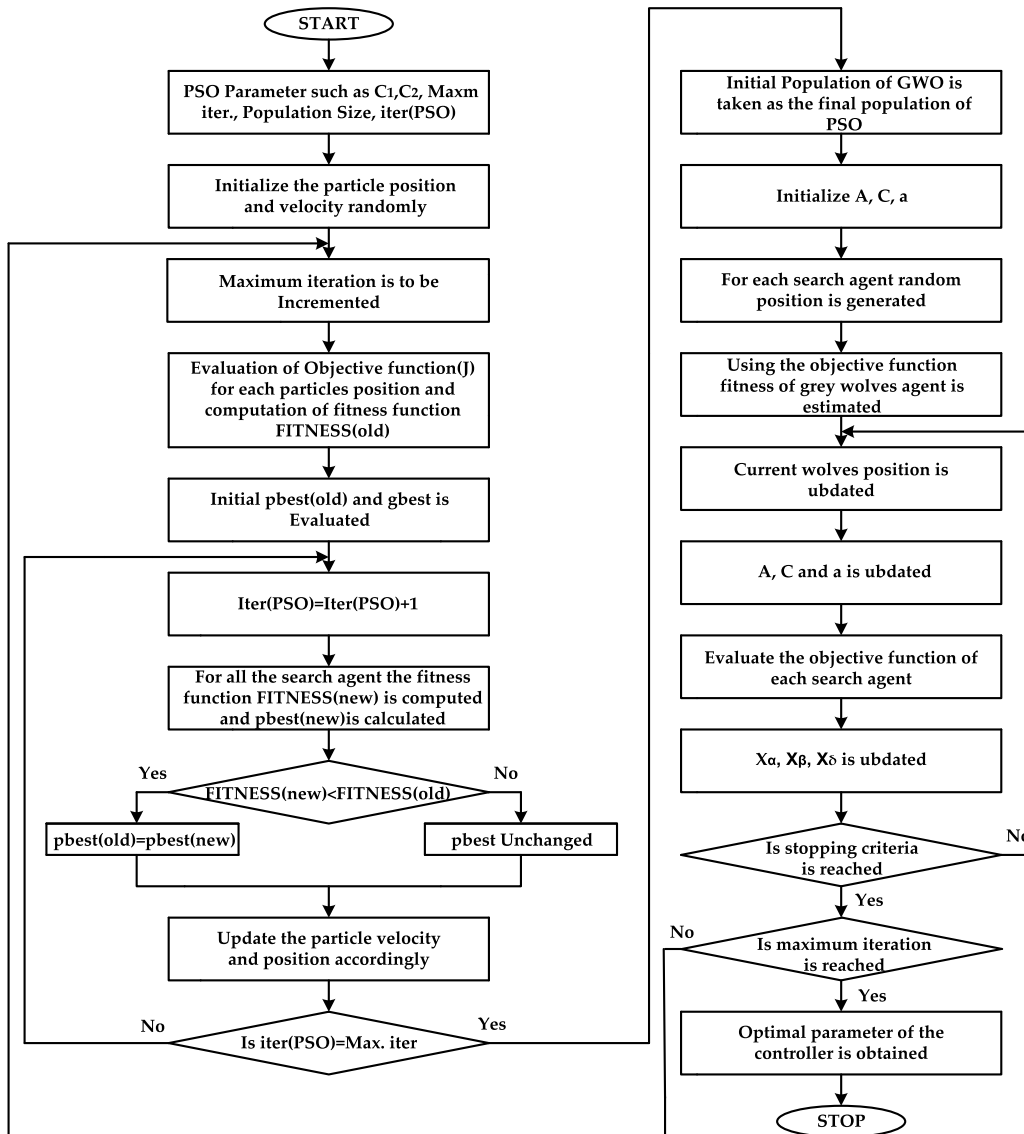 START
PSO Parameter such as C1,C2, Maxm
iter., Population Size, iter(PSO)
Initialize the particle position
and velocity randomly
Maximum iteration is to be
Incremented
Evaluation of Objective function(J)
for each particles position and
computation of fitness function
FITNESS(old)
Initial pbest(old) and gbest is
Evaluated
Iter(PSO)=Iter(PSO)+1
For all the search agent the fitness
function FITNESS(new) is computed
and pbest(new)is calculated
Yes
No
FITNESS(new)<FITNESS(old)
pbest(old)=pbest(new)
pbest Unchanged
Update the particle velocity
and position accordingly
No
Yes
Is iter(PSO)=Max. iter
Initial Population of GWO is
taken as the final population of
PSO
Initialize A, C, a
For each search agent random
position is generated
Using the objective function
fitness of grey wolves agent is
estimated
Current wolves position is
ubdated
A, C and a is ubdated
Evaluate the objective function of
each search agent
Xα, Xβ, Xδ is ubdated
No
Is stopping criteria
is reached
Yes
No
Is maximum iteration
is reached
Yes
Optimal parameter of the
controller is obtained
STOP